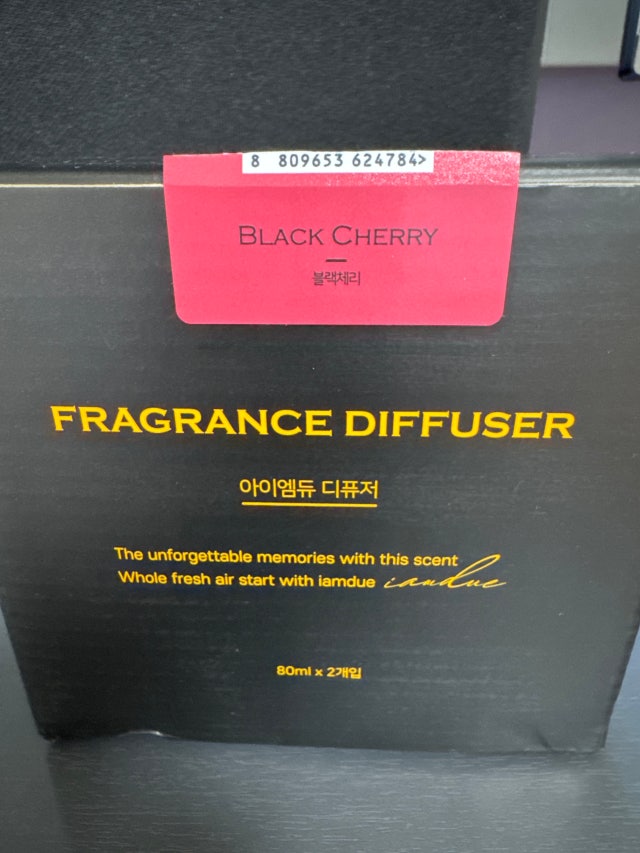 8 809653 624784>
BLACK CHERRY
블랙체리
FRAGRANCE DIFFUSER
아이엠듀 디퓨저
The unforgettable memories with this scent
Whole fresh air start with iamdue iamdue
80ml x 2개입